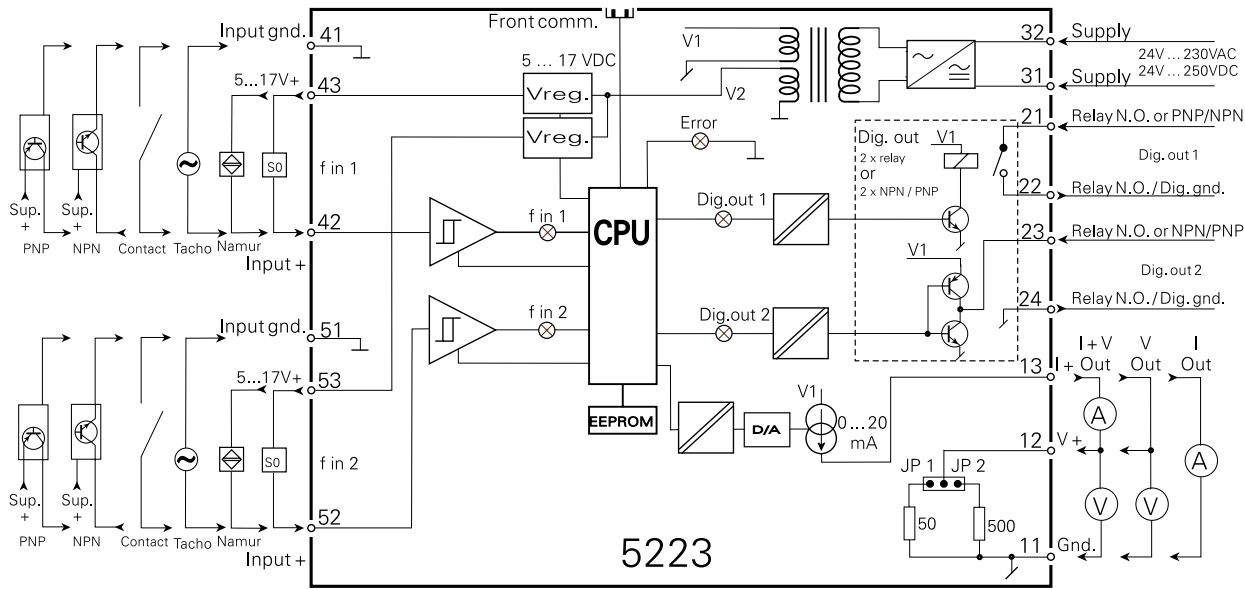 Front comm.
Input gnd. 41
V1
32 Supply
24V ... 230VAC
24V ... 250VDC
5 ... 17 VDC
5...17V+ 43
Vreg.
V2
31 Supply
Vreg.
Error
Dig. out
2 x relay
or
2 x NPN / PNP
V1
21 Relay N.O. or PNP/NPN
Dig. out 1
S0
f in 1
22 Relay N.O./Dig. gnd.
Sup.
+
PNP
Sup.
+
NPN
Contact
Tacho
Namur
42
Input +
f in 1
CPU
Dig.out 1
23 Relay N.O. or NPN/PNP
V1
Dig. out 2
f in 2
Dig.out 2
24 Relay N.O./Dig. gnd.
Input gnd. 51
5...17V+ 53
S0
f in 2
Sup.
+
PNP
Sup.
+
NPN
Contact
Tacho
Namur
52
Input +
EEPROM
D/A
V1
0 ... 20
mA
13 I +
I + V
Out
V
Out
I
Out
A
A
V
V
12 V +
JP 1
JP 2
50
500
11 Gnd.
5223